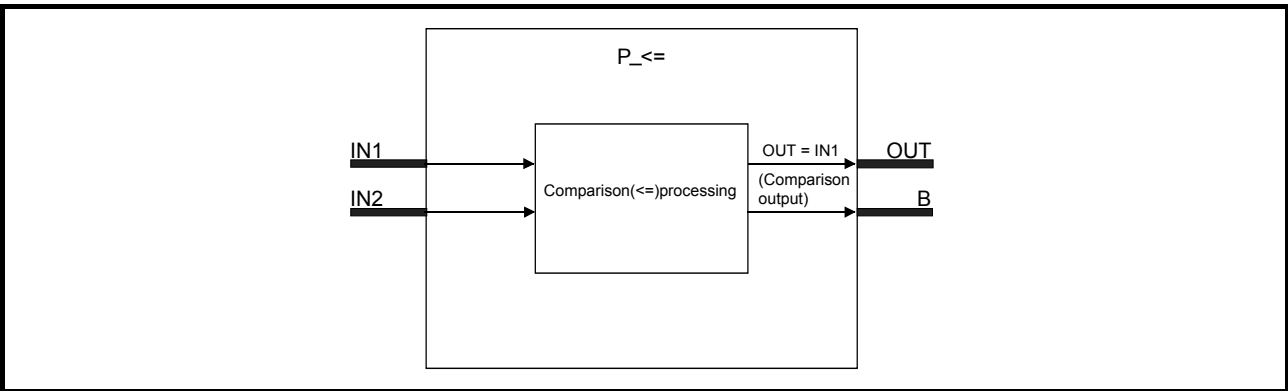 P_<=
IN1
OUT = IN1
OUT
IN2
Comparison(<=)processing
(Comparison
output)
B